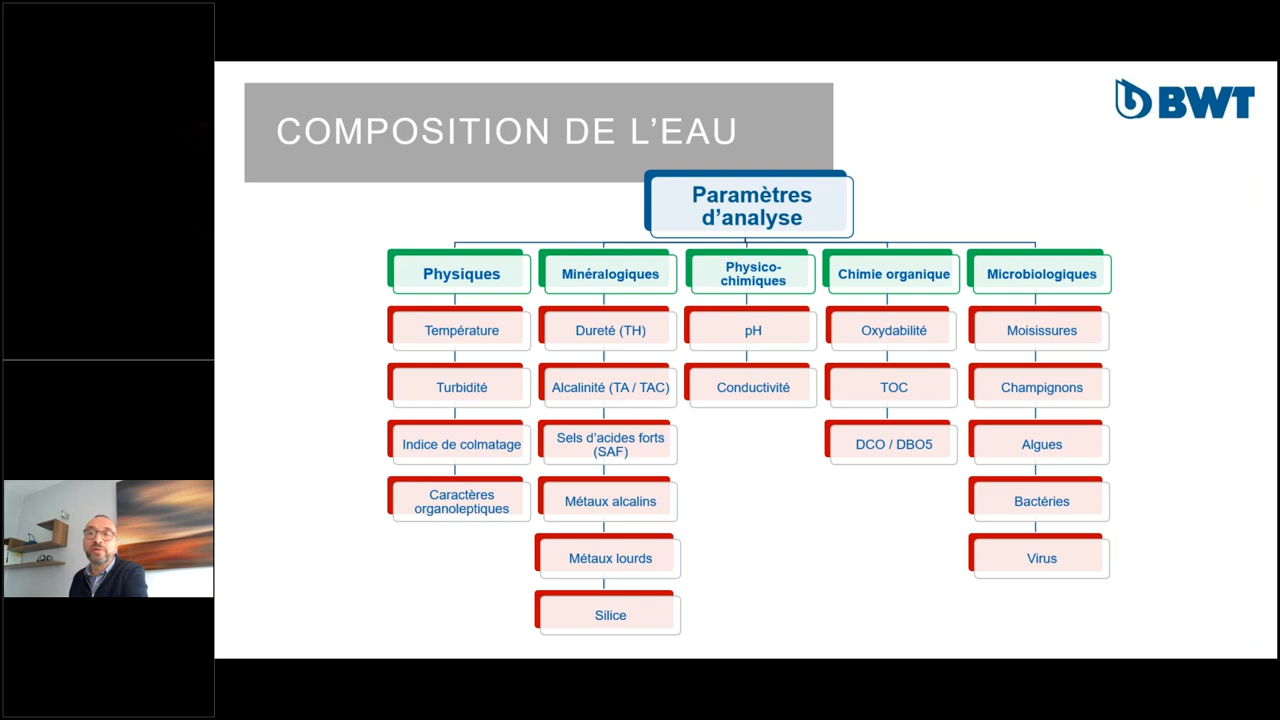 COMPOSITION DE L’EAU
BWT
Paramètres
d’analyse
Physiques
Minéralogiques
Physico-
chimiques
Chimie organique
Microbiologiques
Température
Dureté (TH)
pH
Oxydabilité
Moisissures
Turbidité
Alcalinité (TA / TAC)
Conductivité
TOC
Champignons
Indice de colmatage
Sels d’acides forts
(SAF)
DCO / DBO5
Algues
Caractères
organoleptiques
Métaux alcalins
Bactéries
Métaux lourds
Virus
Silice